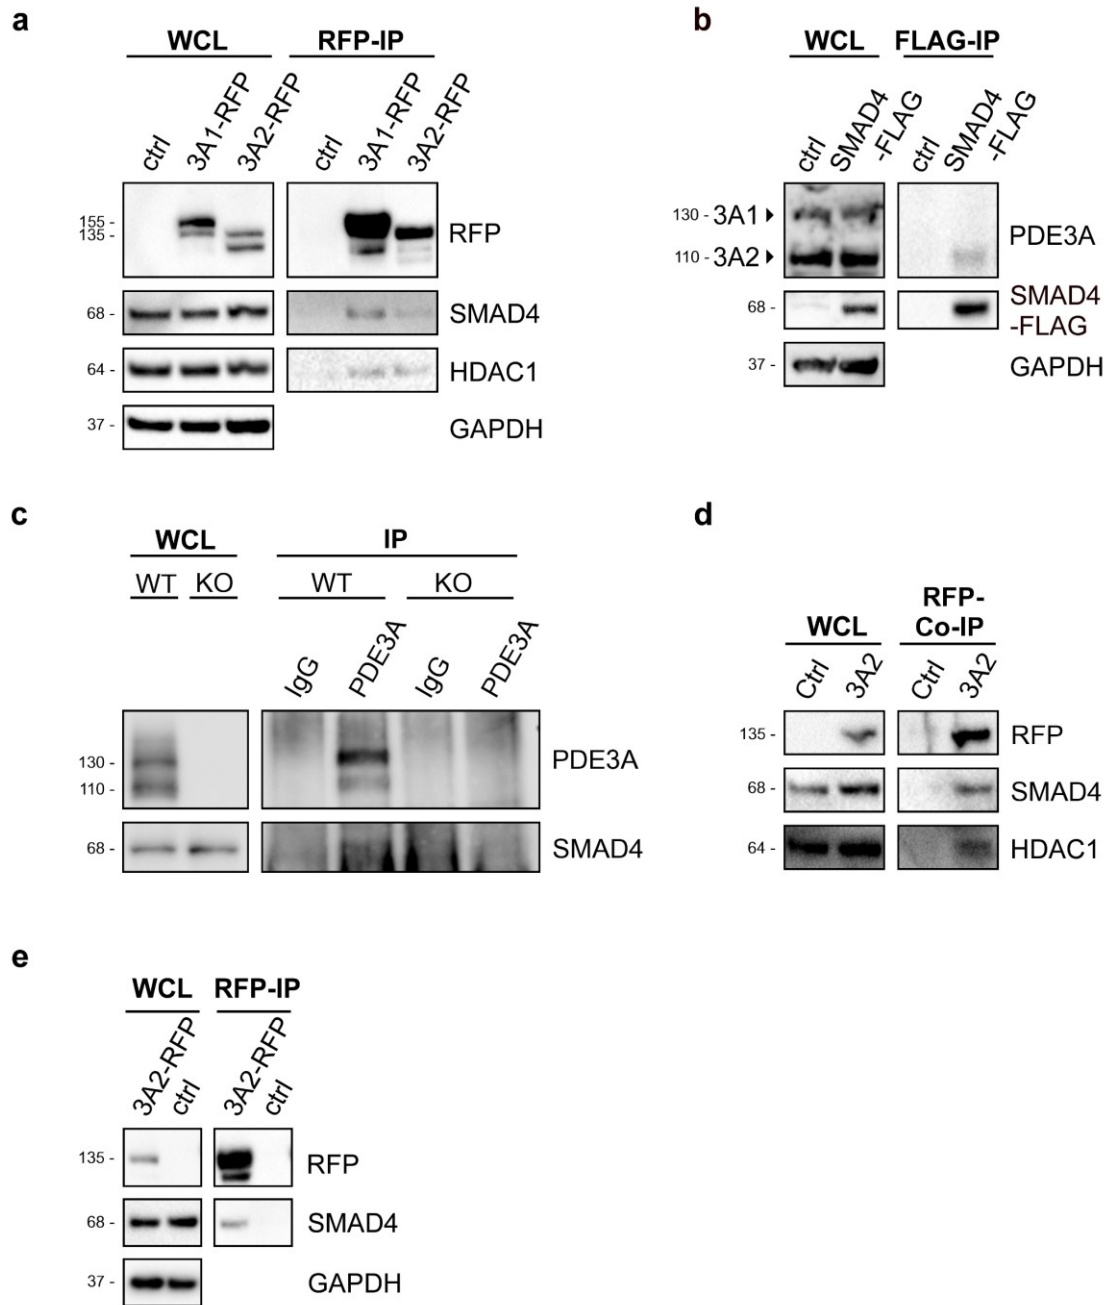 a
WCL RFP-IP
ctrl 3A1-RFP 3A2-RFP ctrl 3A1-RFP 3A2-RFP
155 -
135 -
RFP
68 - SMAD4
64 - HDAC1
37 - GAPDH
b
WCL FLAG-IP
ctrl SMAD4 -FLAG ctrl SMAD4 -FLAG
130 - 3A1
110 - 3A2
PDE3A
68 - SMAD4
-FLAG
37 - GAPDH
c
WCL IP
WT KO WT KO
IgG PDE3A IgG PDE3A
130 -
110 -
PDE3A
68 - SMAD4
d
RFP-
WCL Co-IP
Ctrl 3A2 Ctrl 3A2
135 - RFP
68 - SMAD4
64 - HDAC1
e
WCL RFP-IP
3A2-RFP ctrl 3A2-RFP ctrl
135 - RFP
68 - SMAD4
37 - GAPDH